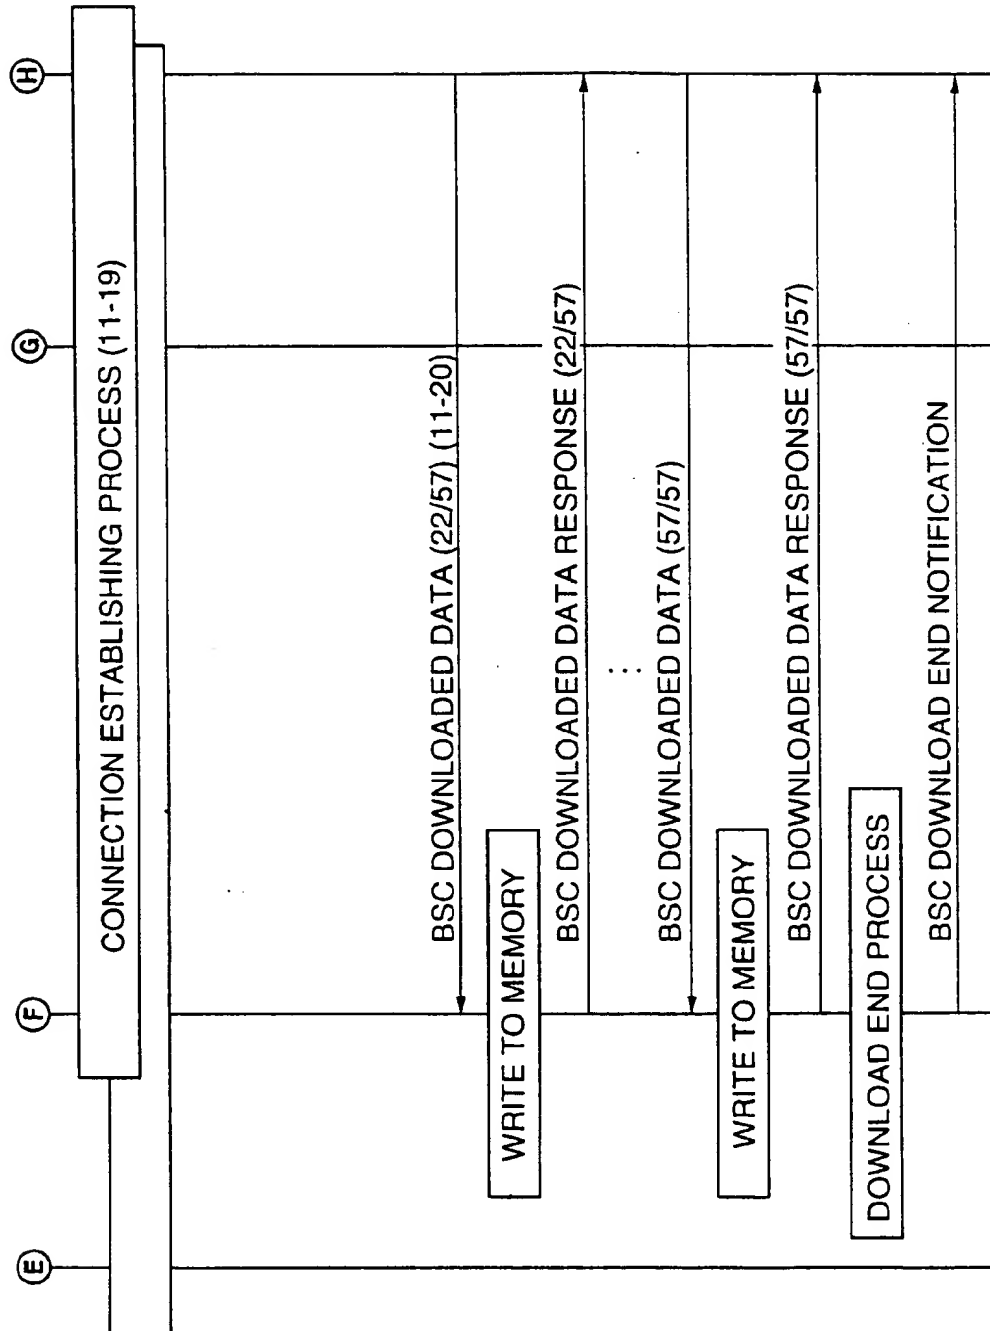 E
F
G
H
CONNECTION ESTABLISHING PROCESS (11-19)
BSC DOWNLOADED DATA (22/57) (11-20)
WRITE TO MEMORY
BSC DOWNLOADED DATA RESPONSE (22/57)
...
BSC DOWNLOADED DATA (57/57)
WRITE TO MEMORY
BSC DOWNLOADED DATA RESPONSE (57/57)
DOWNLOAD END PROCESS
BSC DOWNLOAD END NOTIFICATION